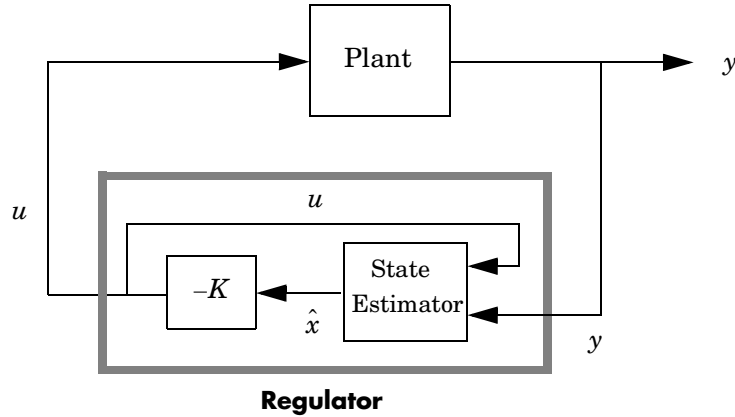 Plant
y
u
u
–K
State
Estimator
x̂
y
Regulator